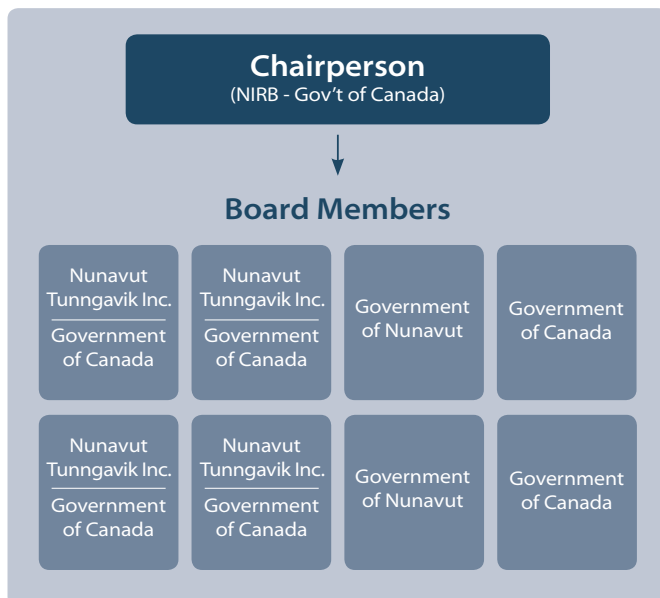 Chairperson
(NIRB - Gov't of Canada)
Board Members
Nunavut
Tunngavik Inc.
Government
of Canada
Nunavut
Tunngavik Inc.
Government
of Canada
Government
of Nunavut
Government
of Canada
Nunavut
Tunngavik Inc.
Government
of Canada
Nunavut
Tunngavik Inc.
Government
of Canada
Government
of Nunavut
Government
of Canada